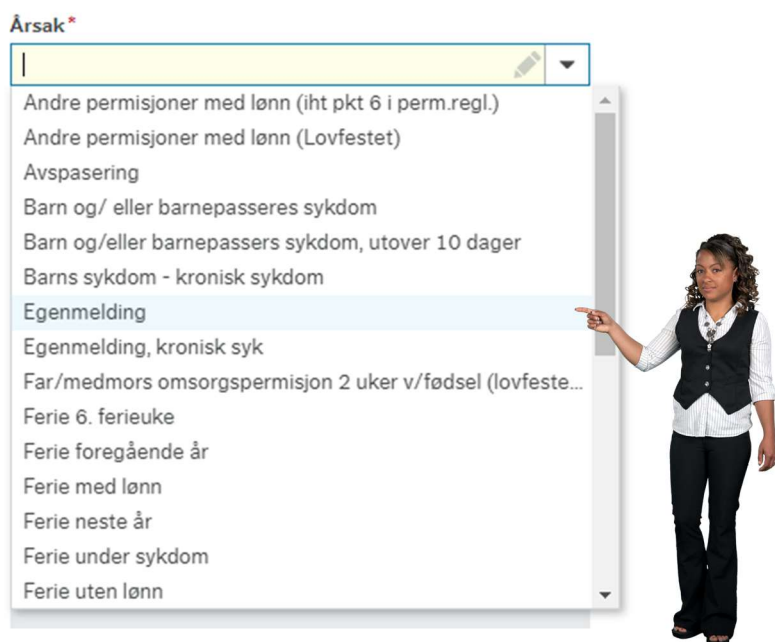 Årsak*
Andre permisjoner med lønn (iht pkt 6 i perm.regl.)
Andre permisjoner med lønn (Lovfestet)
Avspasering
Barn og/ eller barnepasseres sykdom
Barn og/eller barnepassers sykdom, utover 10 dager
Barns sykdom - kronisk sykdom
Egenmelding
Egenmelding, kronisk syk
Far/medmors omsorgspermisjon 2 uker v/fødsel (lovfeste...
Ferie 6. ferieuke
Ferie foregående år
Ferie med lønn
Ferie neste år
Ferie under sykdom
Ferie uten lønn